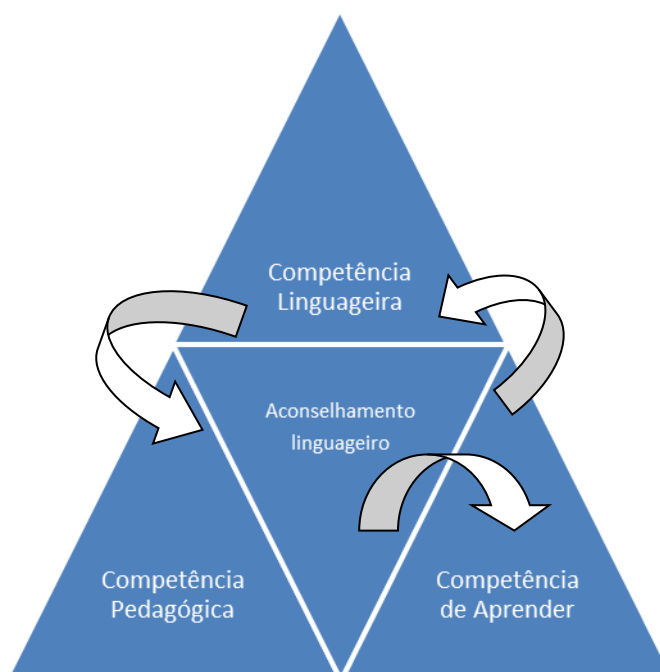 Competência
Linguageira
Aconselhamento
linguageiro
Competência
Pedagógica
Competência
de Aprender